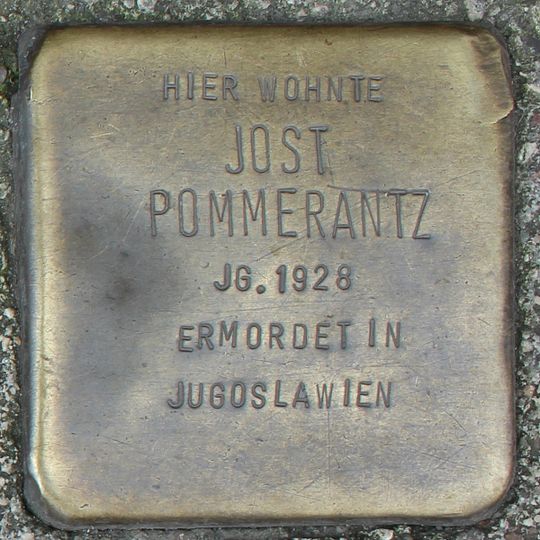 HIER WOHNTE
JOST
POMMERANTZ
JG. 1928
ERMORDET IN
JUGOSLAWIEN